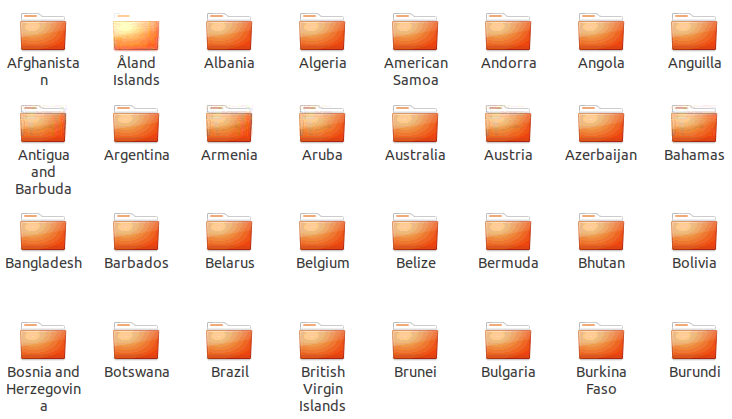 Afghanista
n
Åland
Islands
Albania
Algeria
American
Samoa
Andorra
Angola
Anguilla
Antigua
and
Barbuda
Argentina
Armenia
Aruba
Australia
Austria
Azerbaijan
Bahamas
Bangladesh
Barbados
Belarus
Belgium
Belize
Bermuda
Bhutan
Bolivia
Bosnia and
Herzegovin
a
Botswana
Brazil
British
Virgin
Islands
Brunei
Bulgaria
Burkina
Faso
Burundi